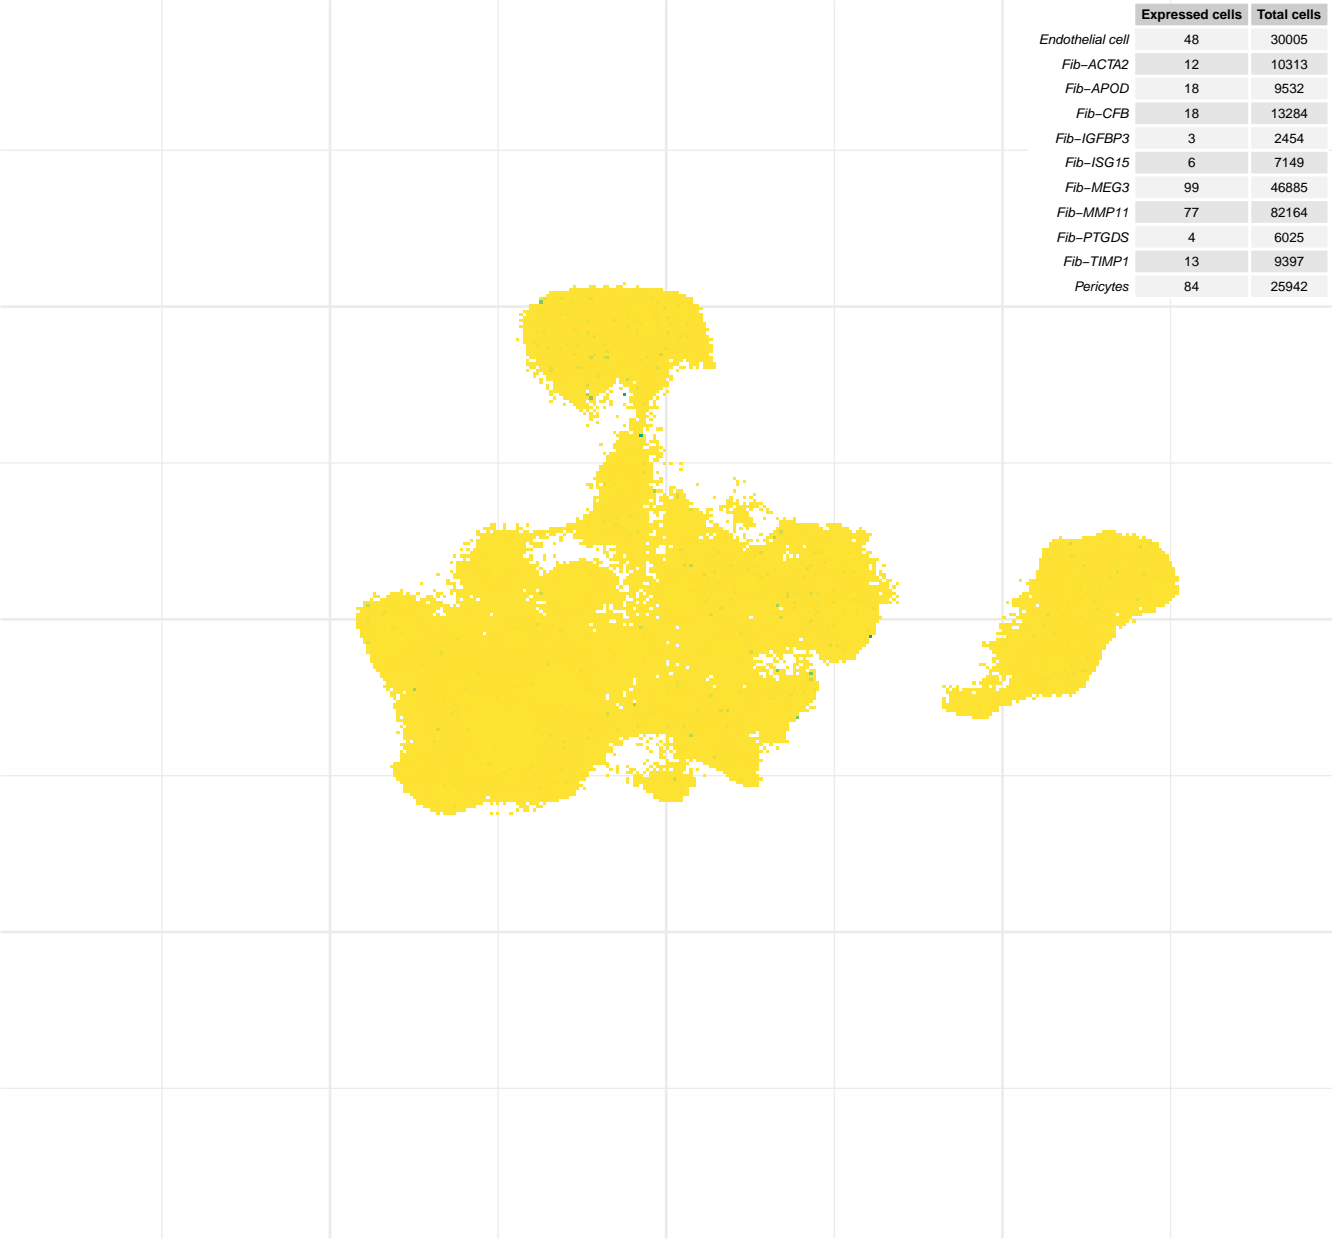 Expressed cells Total cells
Endothelial cell 48 30005
Fib−ACTA2 12 10313
Fib−APOD 18 9532
Fib−CFB 18 13284
Fib−IGFBP3 3 2454
Fib−ISG15 6 7149
Fib−MEG3 99 46885
Fib−MMP11 77 82164
Fib−PTGDS 4 6025
Fib−TIMP1 13 9397
Pericytes 84 25942